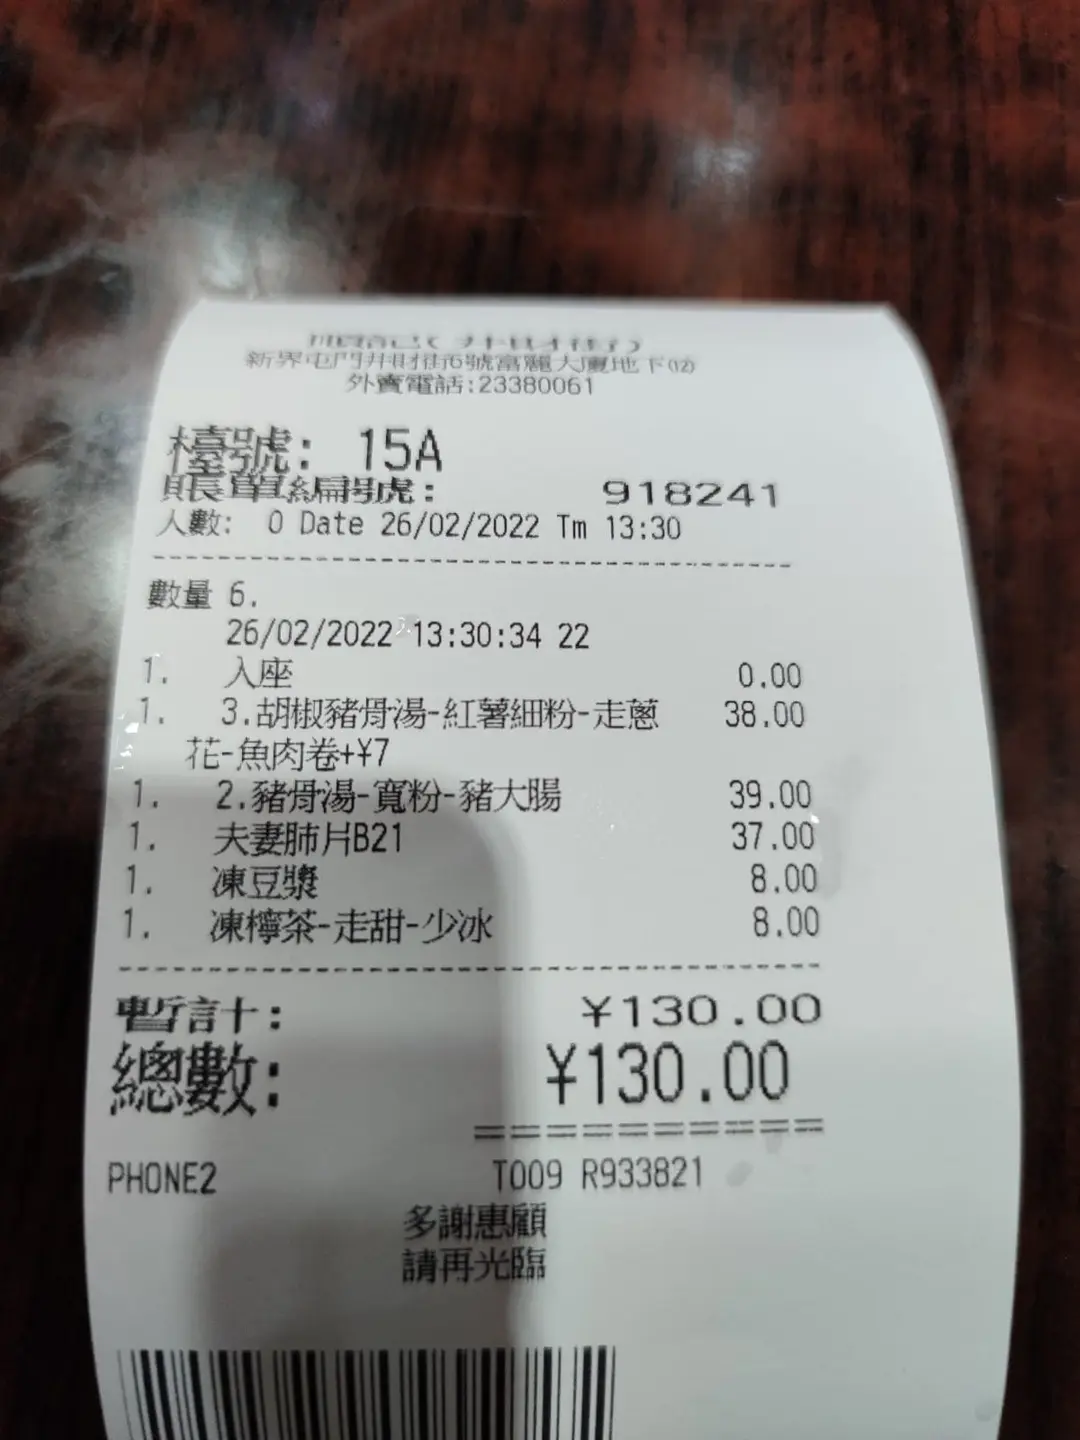 (井財街)
新界屯門井財街6號富麗大廈地下(12)
外賣電話:23380061
檯號: 15A
賬單編號: 918241
人數: 0 Date 26/02/2022 Tm 13:30
數量 6.
26/02/2022 13:30:34 22
1. 入座 0.00
1. 3.胡椒豬骨湯-紅薯細粉-走蔥 38.00
花-魚肉卷+¥7
1. 2.豬骨湯-寬粉-豬大腸 39.00
1. 夫妻肺片B21 37.00
1. 凍豆漿 8.00
1. 凍檸茶-走甜-少冰 8.00
暫計: ¥130.00
總數: ¥130.00
PHONE2 T009 R933821
多謝惠顧
請再光臨